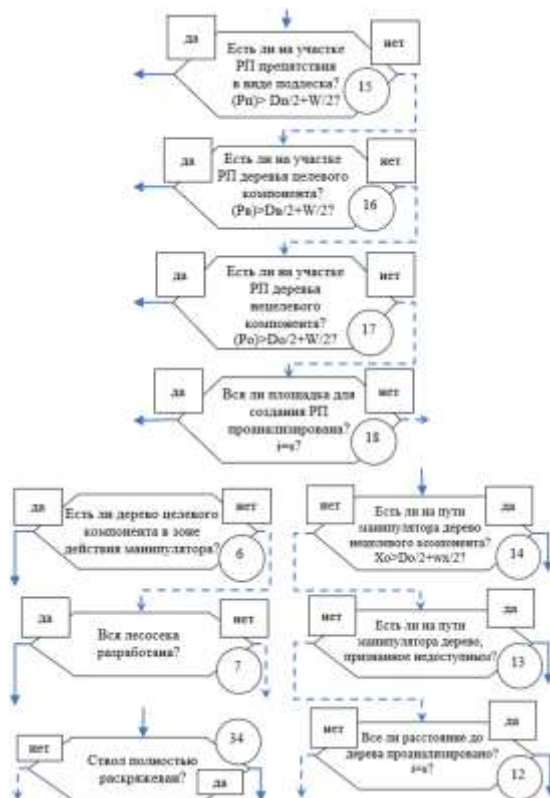 да
нет
Есть ли на участке
РП препятствия
в виде подлеска?
(Рп)> Dп/2+W/2?
15
да
нет
Есть ли на участке
РП деревья целевого
компонента?
(Рв)>Dв/2+W/2?
16
да
нет
Есть ли на участке
РП деревья
нецелевого
компонента?
(Ро)>Dо/2+W/2?
17
да
нет
Вся ли площадка для
создания РП
проанализирована?
i=s?
18
да
нет
Есть ли дерево целевого
компонента в зоне
действия манипулятора?
6
да
нет
Вся лесосека
разработана?
7
34
нет
Ствол полностью
раскряжеван?
да
нет
да
Есть ли на пути
манипулятора дерево
нецелевого компонента?
Хо>Dо/2+wx/2?
14
нет
да
Есть ли на пути
манипулятора дерево,
признанное недоступным?
13
нет
да
Все ли расстояние до
дерева проанализировано?
i=s?
12